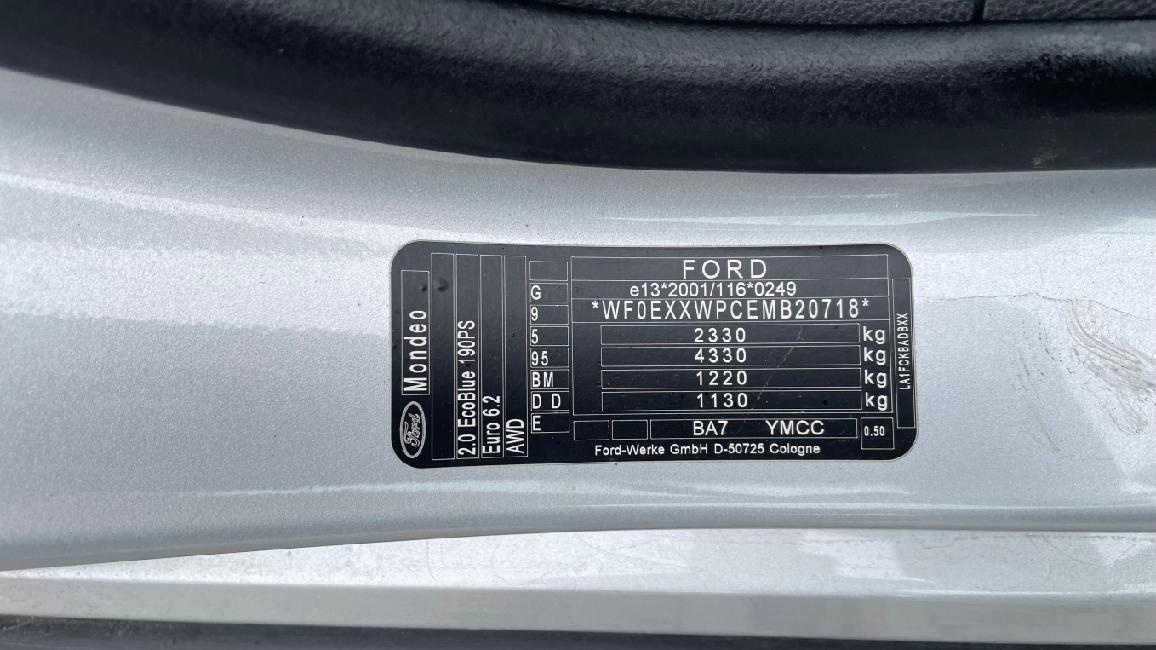 FORD
e13*2001/116*0249
*WF0EXXWPCEMB20718*
2330 kg
4330 kg
1220 kg
1130 kg
BA7 YMCC
0.50
Ford-Werke GmbH D-50725 Cologne
G
9
5
95
BM
D D
E
Ford
Mondeo
2.0 EcoBlue 190PS
Euro 6.2
AWD